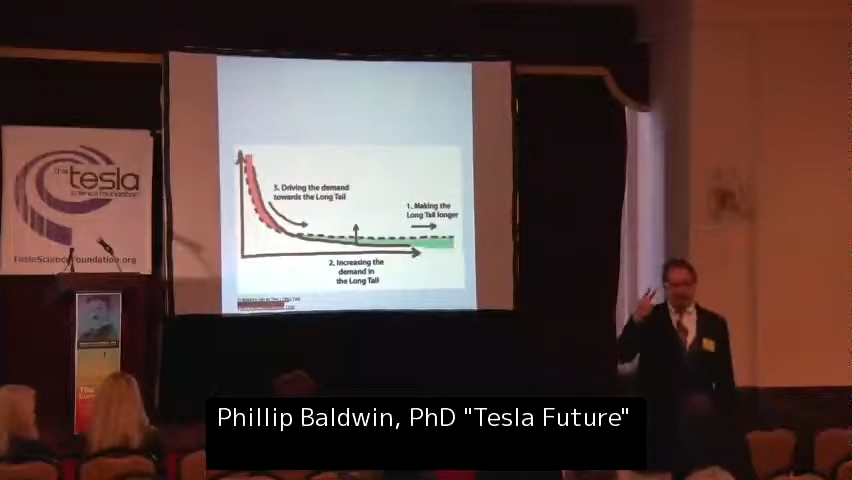 the
tesla
science foundation
TeslaScienceFoundation.org
3. Driving the demand
towards the Long Tail
1. Making the
Long Tail longer
2. Increasing the
demand in
the Long Tail
Phillip Baldwin, PhD "Tesla Future"